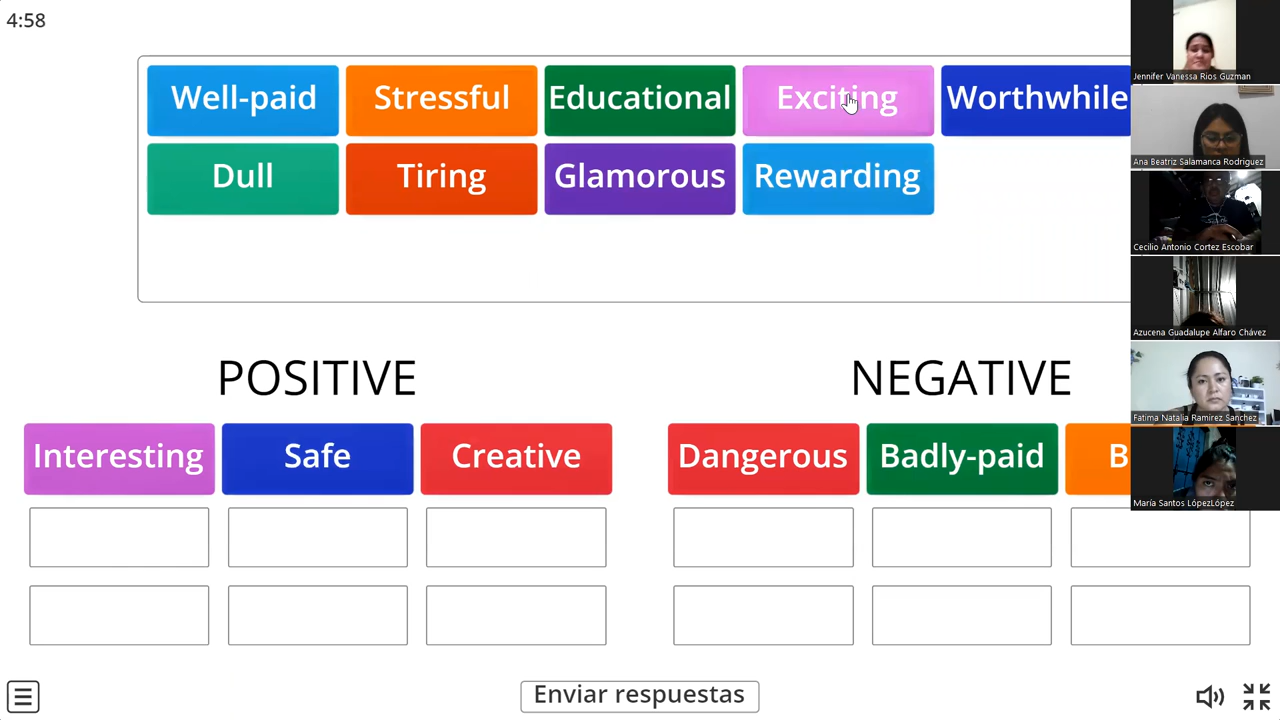 4:58
Well-paid Stressful Educational Exciting Worthwhile
Dull Tiring Glamorous Rewarding
POSITIVE NEGATIVE
Interesting Safe Creative Dangerous Badly-paid B
Enviar respuestas
Jennifer Vanessa Rios Guzman
Ana Beatriz Salamanca Rodriguez
Cecilio Antonio Cortez Escobar
Azucena Guadalupe Alfaro Chávez
Fatima Natalia Ramirez Sanchez
María Santos LópezLópez